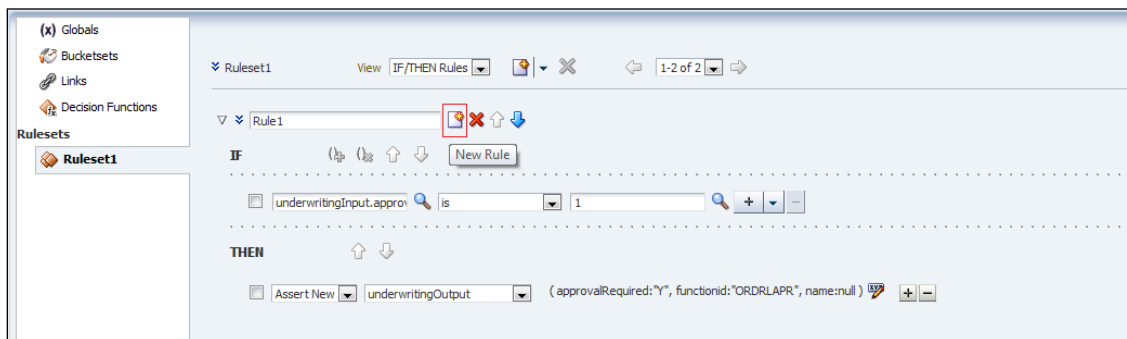 (x) Globals
Bucketsets
Links
Decision Functions
Rulesets
Ruleset1
Ruleset1 View IF/THEN Rules 1-2 of 2
Rule1
New Rule
IF
underwritingInput.approv is 1
THEN
Assert New underwritingOutput ( approvalRequired:"Y", functionid:"ORDRLAPR", name:null )